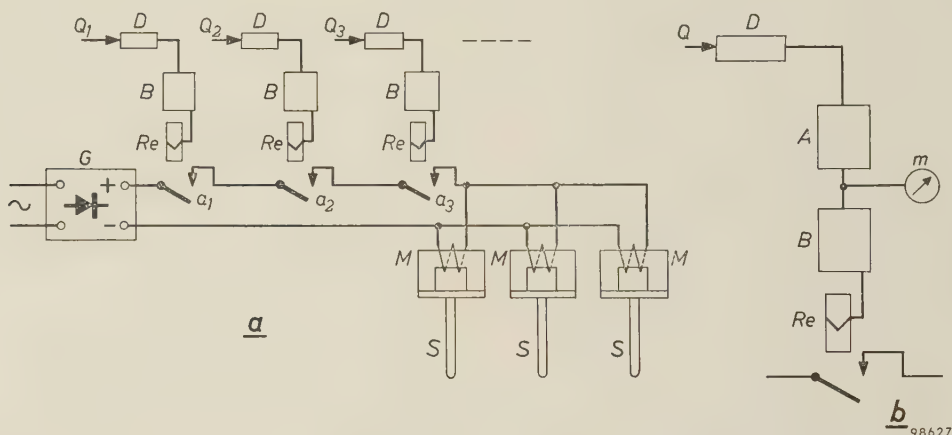 Q1 D Q2 D Q3 D
B B B
Re Re Re
G
+ a1 a2 a3
~
-
M M M
S S S
a
Q D
A
m
B
Re
b
98627